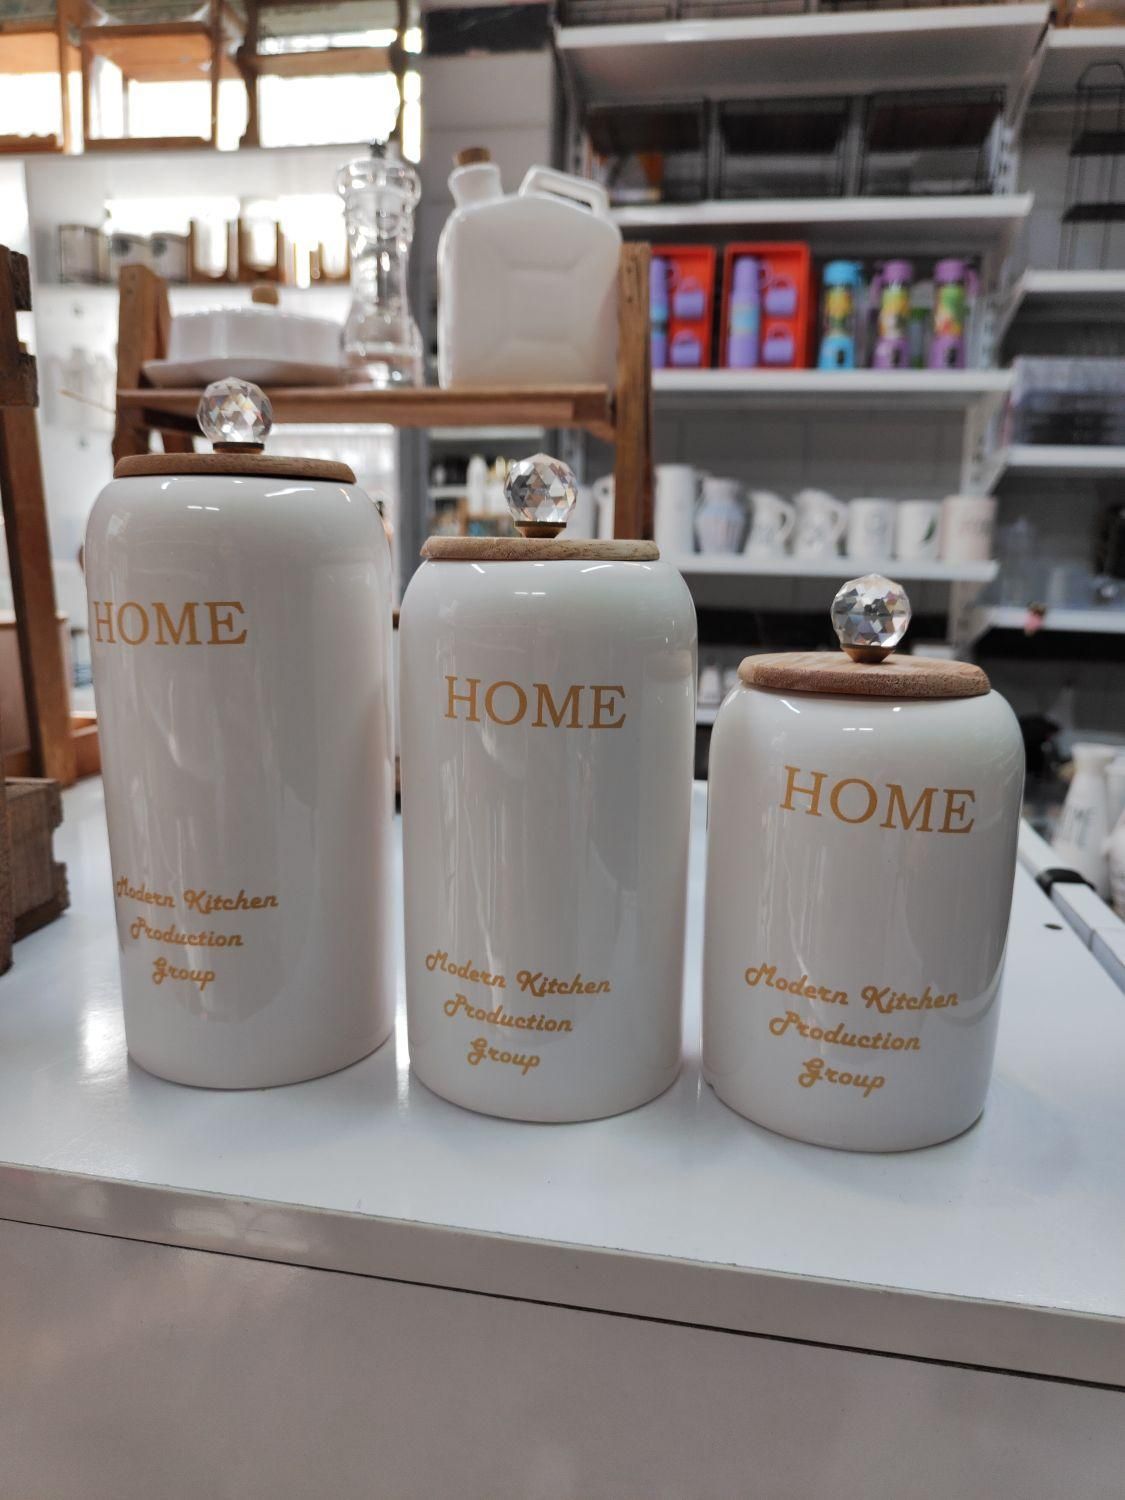 HOME
Modern Kitchen
Production
Group
HOME
Modern Kitchen
Production
Group
HOME
Modern Kitchen
Production
Group